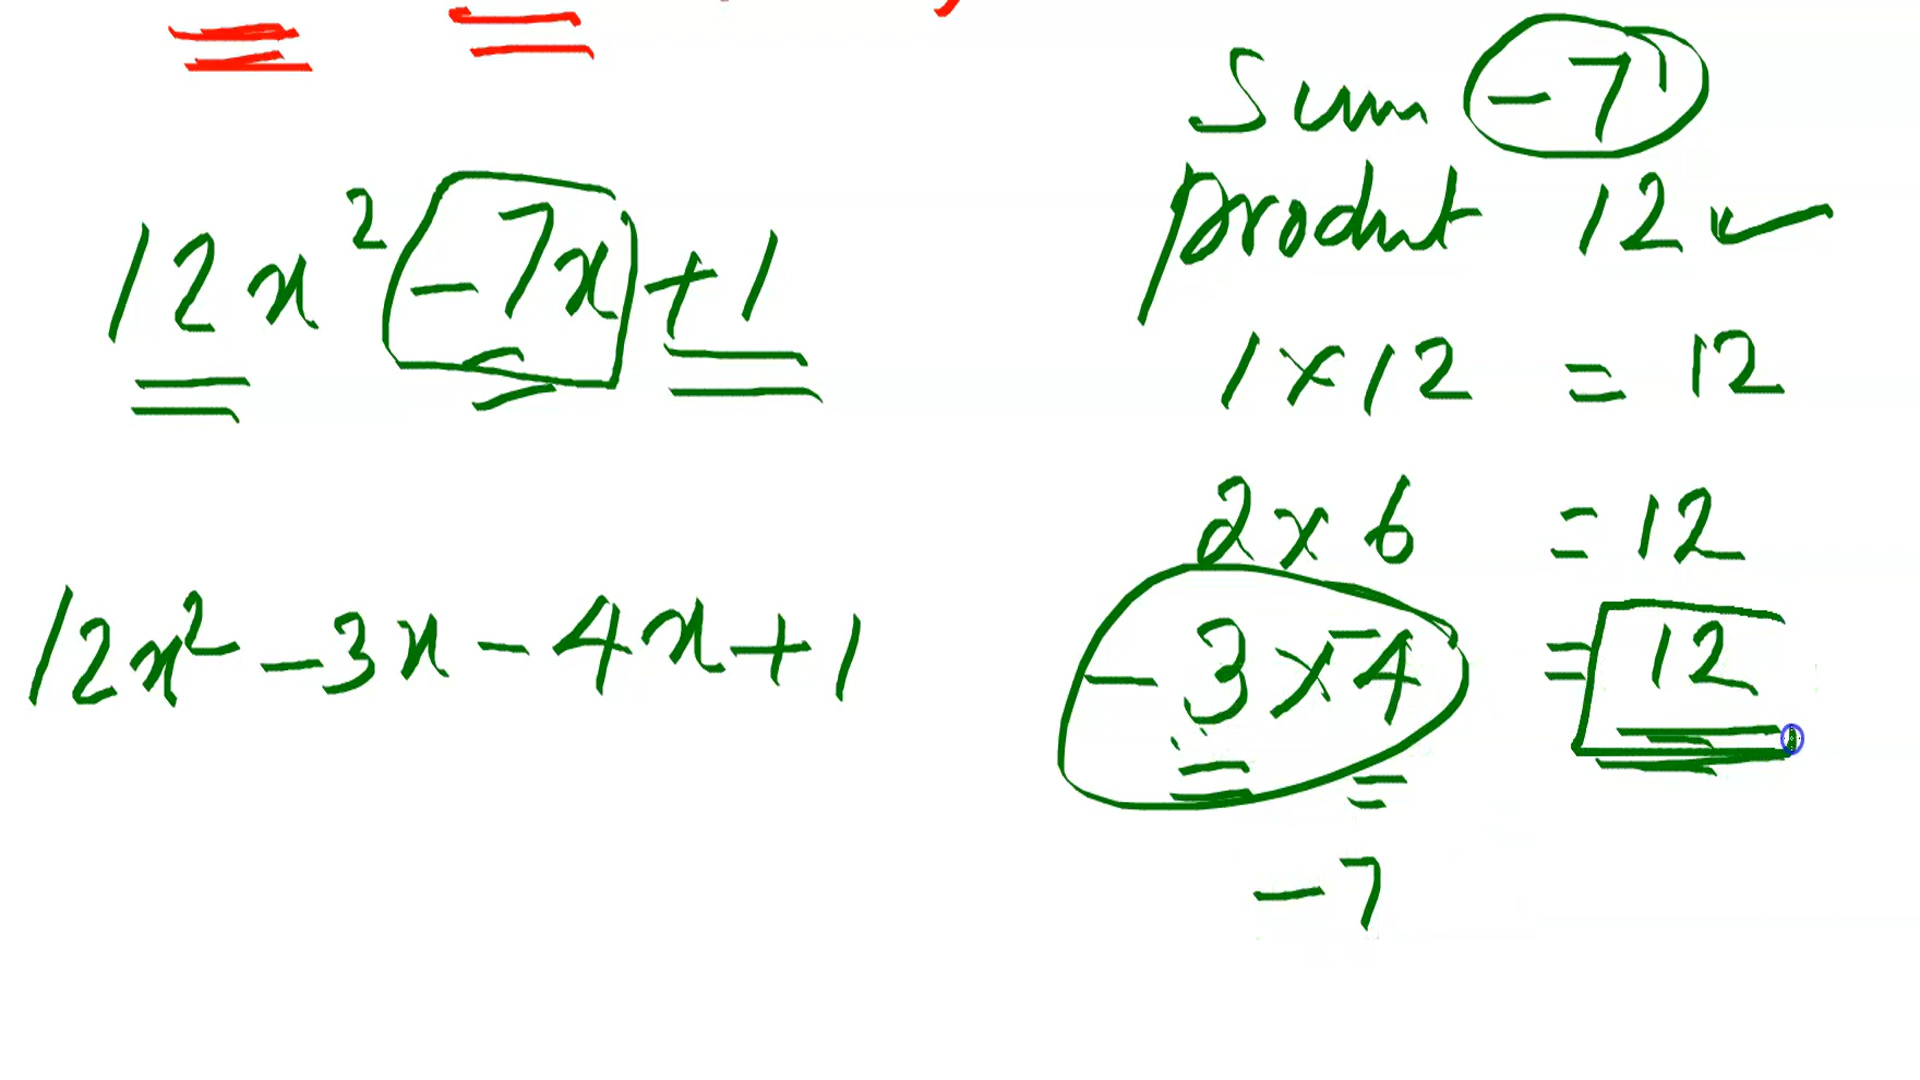 Sum -7
12x² -7x +1
product 12 ✓
1 × 12 = 12
2 × 6 = 12
12x² - 3x - 4x + 1
-3 × -4 = 12
-7